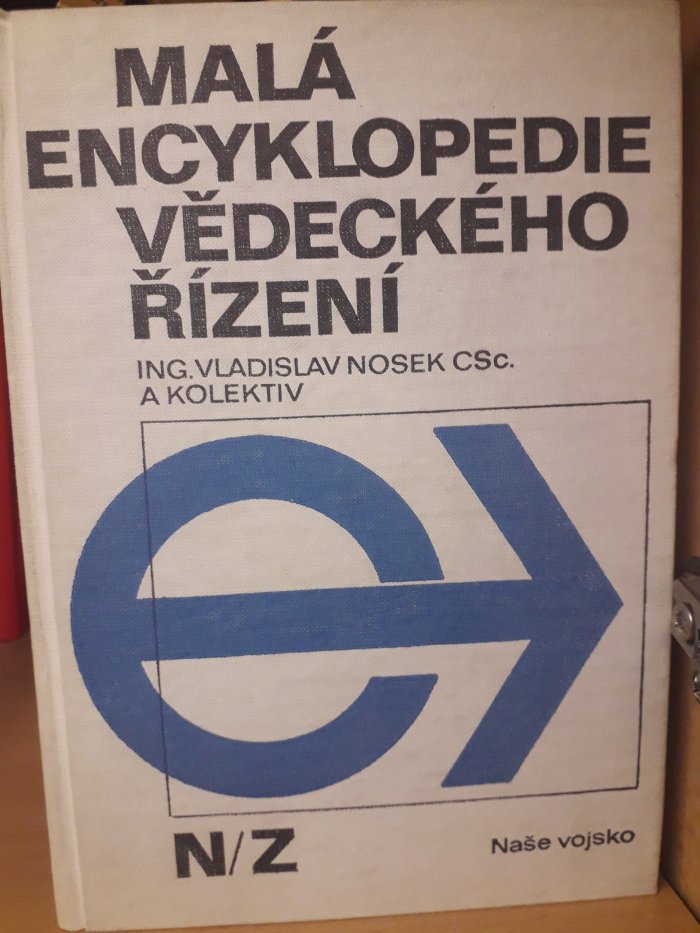 MALÁ
ENCYKLOPEDIE
VĚDECKÉHO
ŘÍZENÍ
ING.VLADISLAV NOSEK CSc.
A KOLEKTIV
N/Z
Naše vojsko